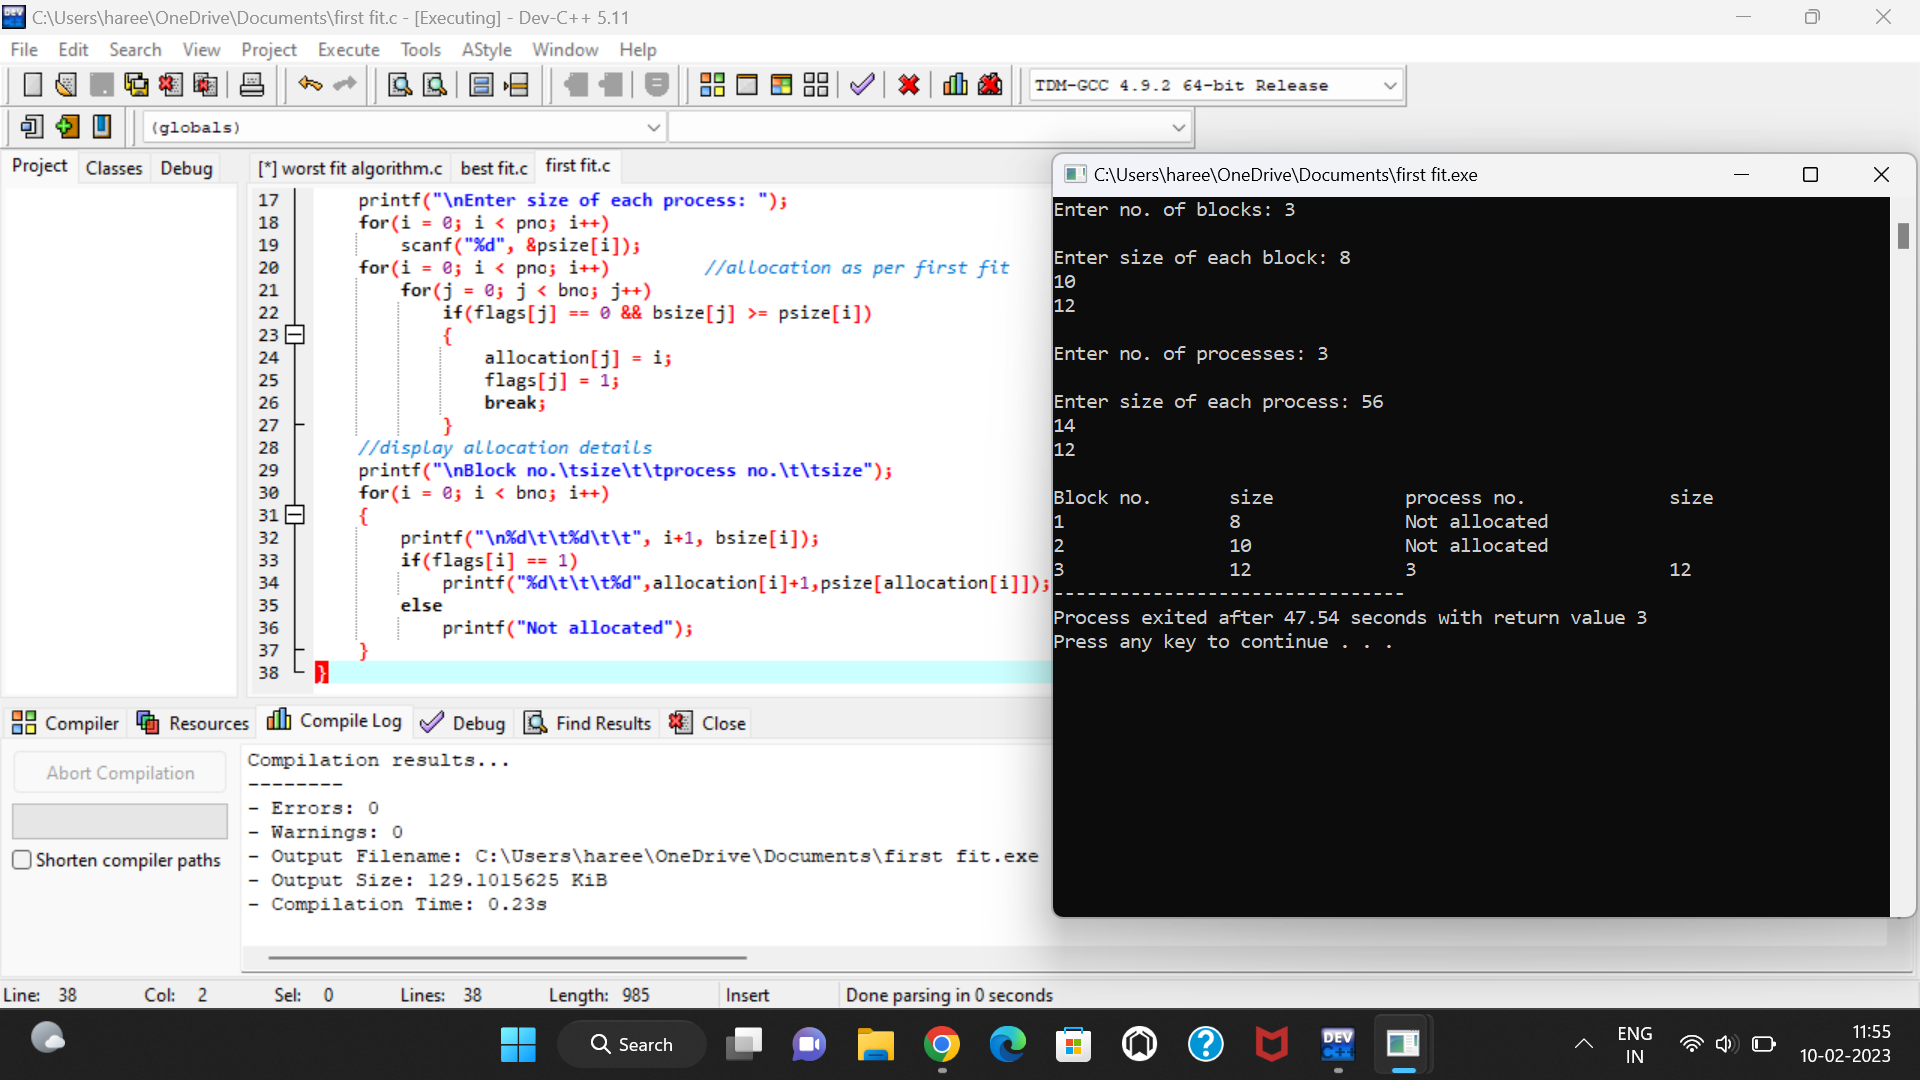 C:\Users\haree\OneDrive\Documents\first fit.c - [Executing] - Dev-C++ 5.11
File Edit Search View Project Execute Tools AStyle Window Help
TDM-GCC 4.9.2 64-bit Release
(globals)
Project Classes Debug
[*] worst fit algorithm.c best fit.c first fit.c
17 printf("\nEnter size of each process: ");
18 for(i = 0; i < pno; i++)
19 scanf("%d", &psize[i]);
20 for(i = 0; i < pno; i++) //allocation as per first fit
21 for(j = 0; j < bno; j++)
22 if(flags[j] == 0 && bsize[j] >= psize[i])
23 {
24 allocation[j] = i;
25 flags[j] = 1;
26 break;
27 }
28 //display allocation details
29 printf("\nBlock no.\tsize\t\tprocess no.\t\tsize");
30 for(i = 0; i < bno; i++)
31 {
32 printf("\n%d\t\t%d\t\t", i+1, bsize[i]);
33 if(flags[i] == 1)
34 printf("%d\t\t\t%d",allocation[i]+1,psize[allocation[i]]);
35 else
36 printf("Not allocated");
37 }
38 }
C:\Users\haree\OneDrive\Documents\first fit.exe
Enter no. of blocks: 3
Enter size of each block: 8
10
12
Enter no. of processes: 3
Enter size of each process: 56
14
12
Block no. size process no. size
1 8 Not allocated
2 10 Not allocated
3 12 3 12
--------------------------------
Process exited after 47.54 seconds with return value 3
Press any key to continue . . .
Compiler Resources Compile Log Debug Find Results Close
Abort Compilation
Shorten compiler paths
Compilation results...
--------
- Errors: 0
- Warnings: 0
- Output Filename: C:\Users\haree\OneDrive\Documents\first fit.exe
- Output Size: 129.1015625 KiB
- Compilation Time: 0.23s
Line: 38 Col: 2 Sel: 0 Lines: 38 Length: 985 Insert Done parsing in 0 seconds
Search
DEV C++
ENG
IN
11:55
10-02-2023